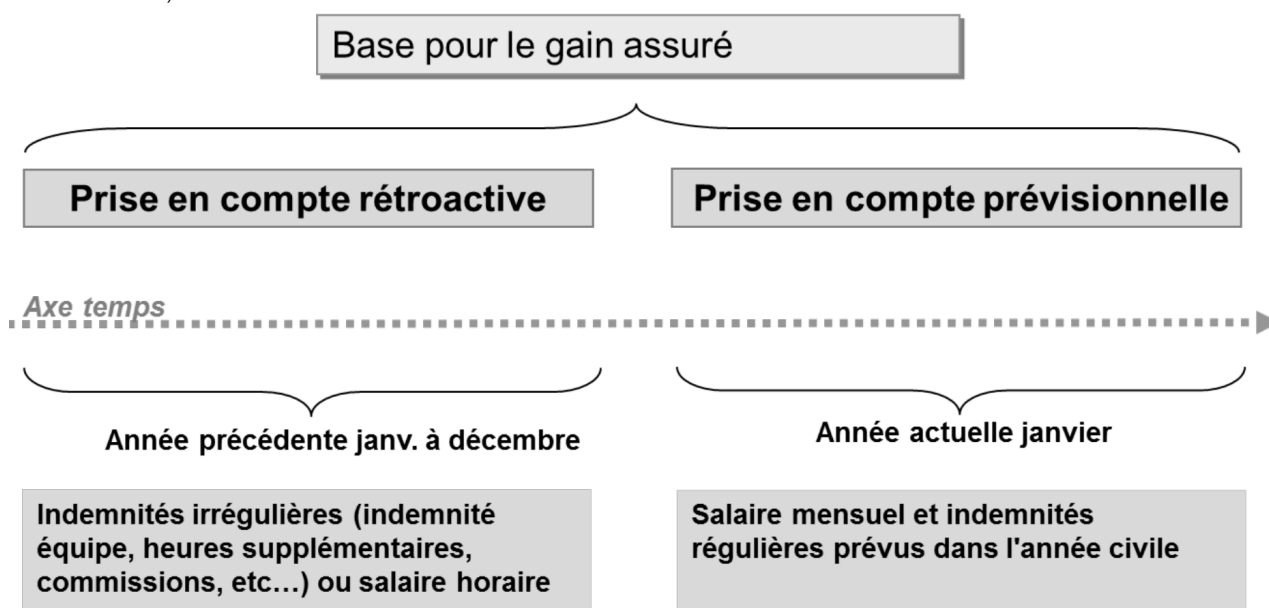 Base pour le gain assuré
Prise en compte rétroactive
Prise en compte prévisionnelle
Axe temps
Année précédente janv. à décembre
Année actuelle janvier
Indemnités irrégulières (indemnité
équipe, heures supplémentaires,
commissions, etc…) ou salaire horaire
Salaire mensuel et indemnités
régulières prévus dans l'année civile